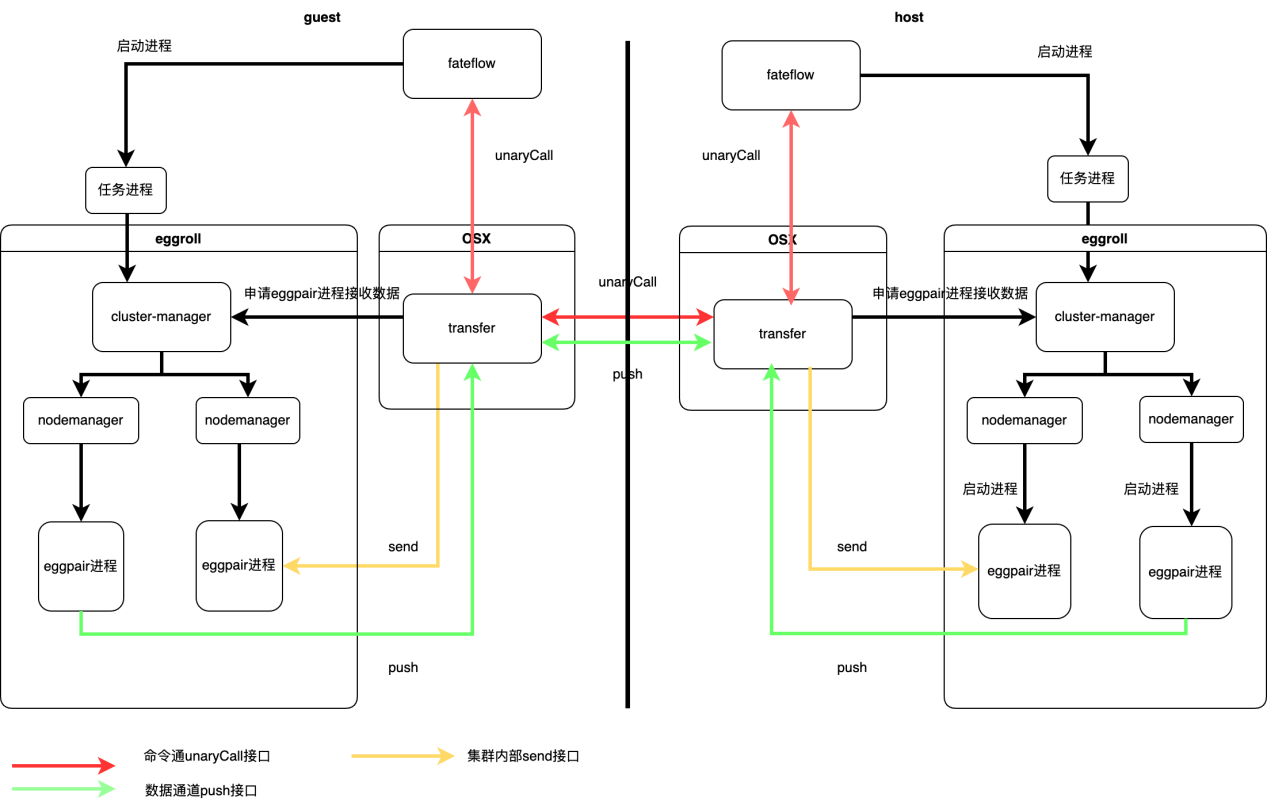 guest
host
启动进程
fateflow
启动进程
fateflow
unaryCall
unaryCall
任务进程
任务进程
eggroll
OSX
OSX
eggroll
unaryCall
申请eggpair进程接收数据
申请eggpair进程接收数据
cluster-manager
transfer
transfer
cluster-manager
push
nodemanager
nodemanager
nodemanager
nodemanager
启动进程
启动进程
eggpair进程
eggpair进程
send
send
eggpair进程
eggpair进程
push
push
命令通unaryCall接口
集群内部send接口
数据通道push接口